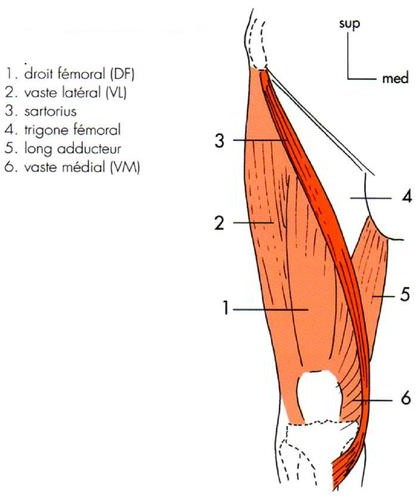 1. droit fémoral (DF)
2. vaste latéral (VL)
3. sartorius
4. trigone fémoral
5. long adducteur
6. vaste médial (VM)
sup
med
3
4
2
5
1
6